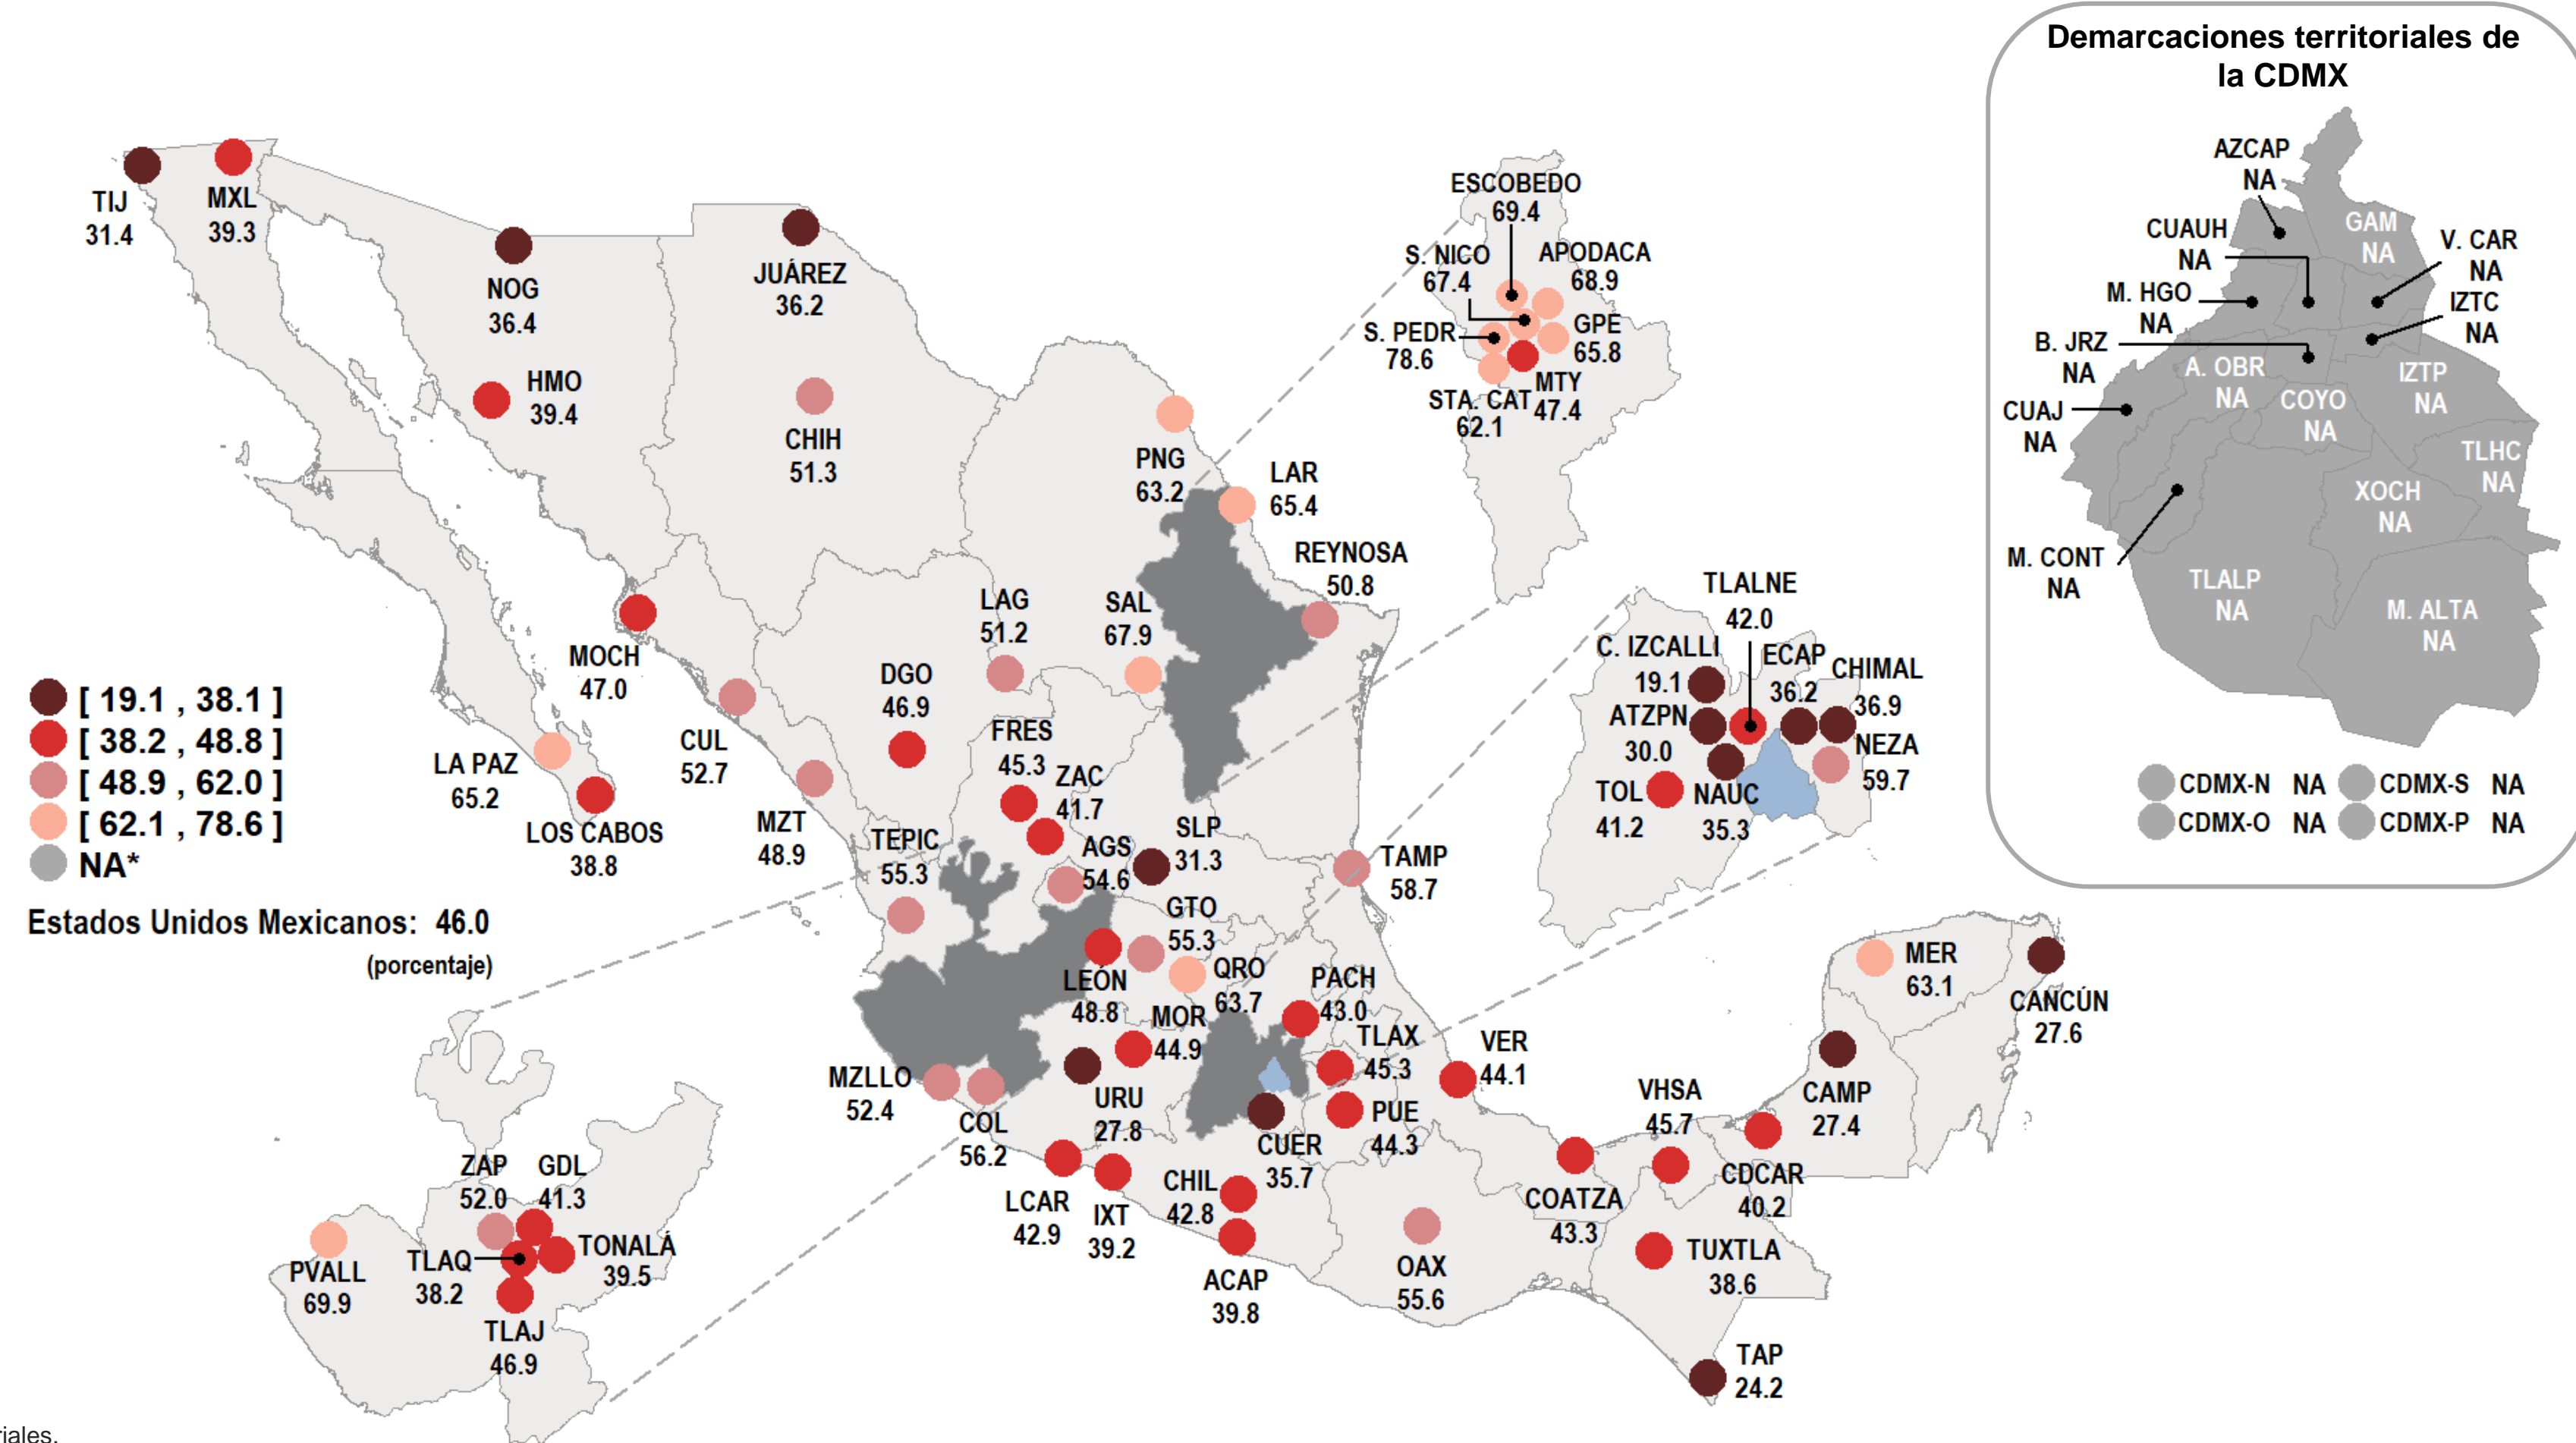 Demarcaciones territoriales de
la CDMX
AZCAP
NA
GAM
NA
CUAUH
NA
V. CAR
NA
M. HGO
NA
IZTC
NA
B. JRZ
NA
A. OBR
NA
IZTP
NA
CUAJ
NA
COYO
NA
TLHC
NA
XOCH
NA
M. CONT
NA
TLALP
NA
M. ALTA
NA
CDMX-N NA
CDMX-S NA
CDMX-O NA
CDMX-P NA
TIJ
31.4
MXL
39.3
NOG
36.4
JUÁREZ
36.2
HMO
39.4
CHIH
51.3
ESCOBEDO
69.4
S. NICO
67.4
APODACA
68.9
S. PEDR
78.6
GPE
65.8
STA. CAT
62.1
MTY
47.4
PNG
63.2
LAR
65.4
REYNOSA
50.8
LAG
51.2
SAL
67.9
MOCH
47.0
DGO
46.9
CUL
52.7
FRES
45.3
ZAC
41.7
LA PAZ
65.2
LOS CABOS
38.8
MZT
48.9
TEPIC
55.3
AGS
54.6
SLP
31.3
TAMP
58.7
TLALNE
42.0
C. IZCALLI
19.1
ECAP
36.2
CHIMAL
36.9
ATZPN
30.0
NEZA
59.7
TOL
41.2
NAUC
35.3
[ 19.1 , 38.1 ]
[ 38.2 , 48.8 ]
[ 48.9 , 62.0 ]
[ 62.1 , 78.6 ]
NA*
Estados Unidos Mexicanos: 46.0
(porcentaje)
GTO
55.3
LEÓN
48.8
QRO
63.7
PACH
43.0
MOR
44.9
TLAX
45.3
VER
44.1
MZLLO
52.4
COL
56.2
URU
27.8
CUER
35.7
PUE
44.3
LCAR
42.9
IXT
39.2
CHIL
42.8
ACAP
39.8
OAX
55.6
COATZA
43.3
VHSA
45.7
CDCAR
40.2
TUXTLA
38.6
TAP
24.2
CAMP
27.4
MER
63.1
CANCÚN
27.6
ZAP
52.0
GDL
41.3
PVALL
69.9
TLAQ
38.2
TONALÁ
39.5
TLAJ
46.9
riales.